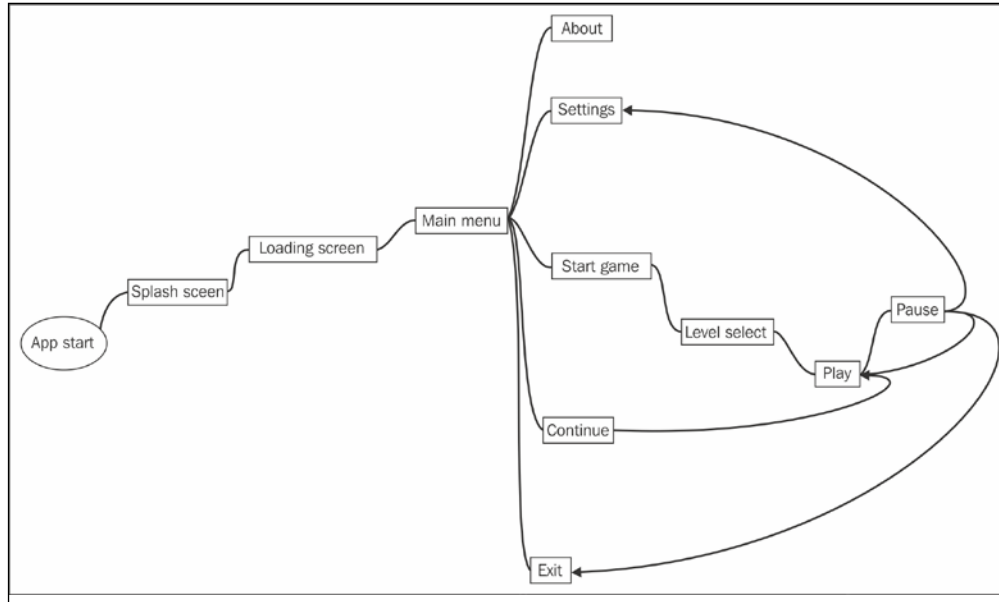 App start
Splash sceen
Loading screen
Main menu
About
Settings
Start game
Level select
Play
Pause
Continue
Exit